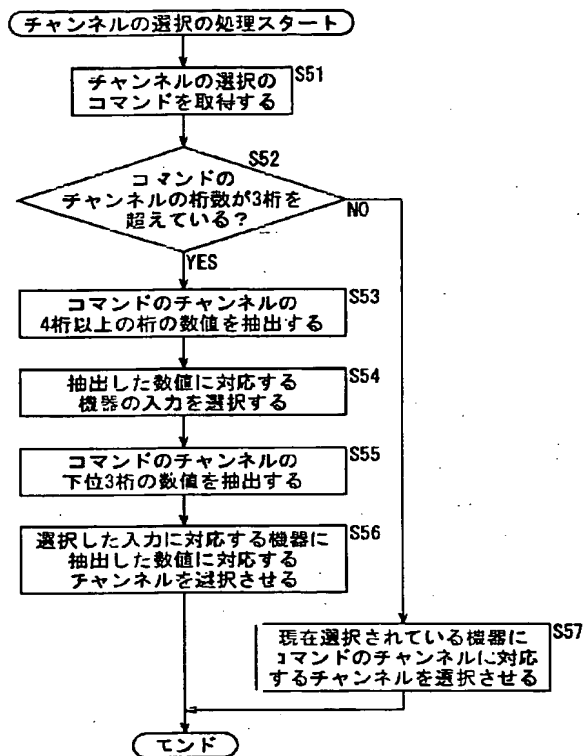 チャンネルの選択の処理スタート
チャンネルの選択の
コマンドを取得する
S51
S52
コマンドの
チャンネルの桁数が3桁を
超えている?
NO
YES
コマンドのチャンネルの
4桁以上の桁の数値を抽出する
S53
抽出した数値に対応する
機器の入力を選択する
S54
コマンドのチャンネルの
下位3桁の数値を抽出する
S55
選択した入力に対応する機器に
抽出した数値に対応する
チャンネルを選択させる
S56
現在選択されている機器に
コマンドのチャンネルに対応
するチャンネルを選択させる
S57
エンド